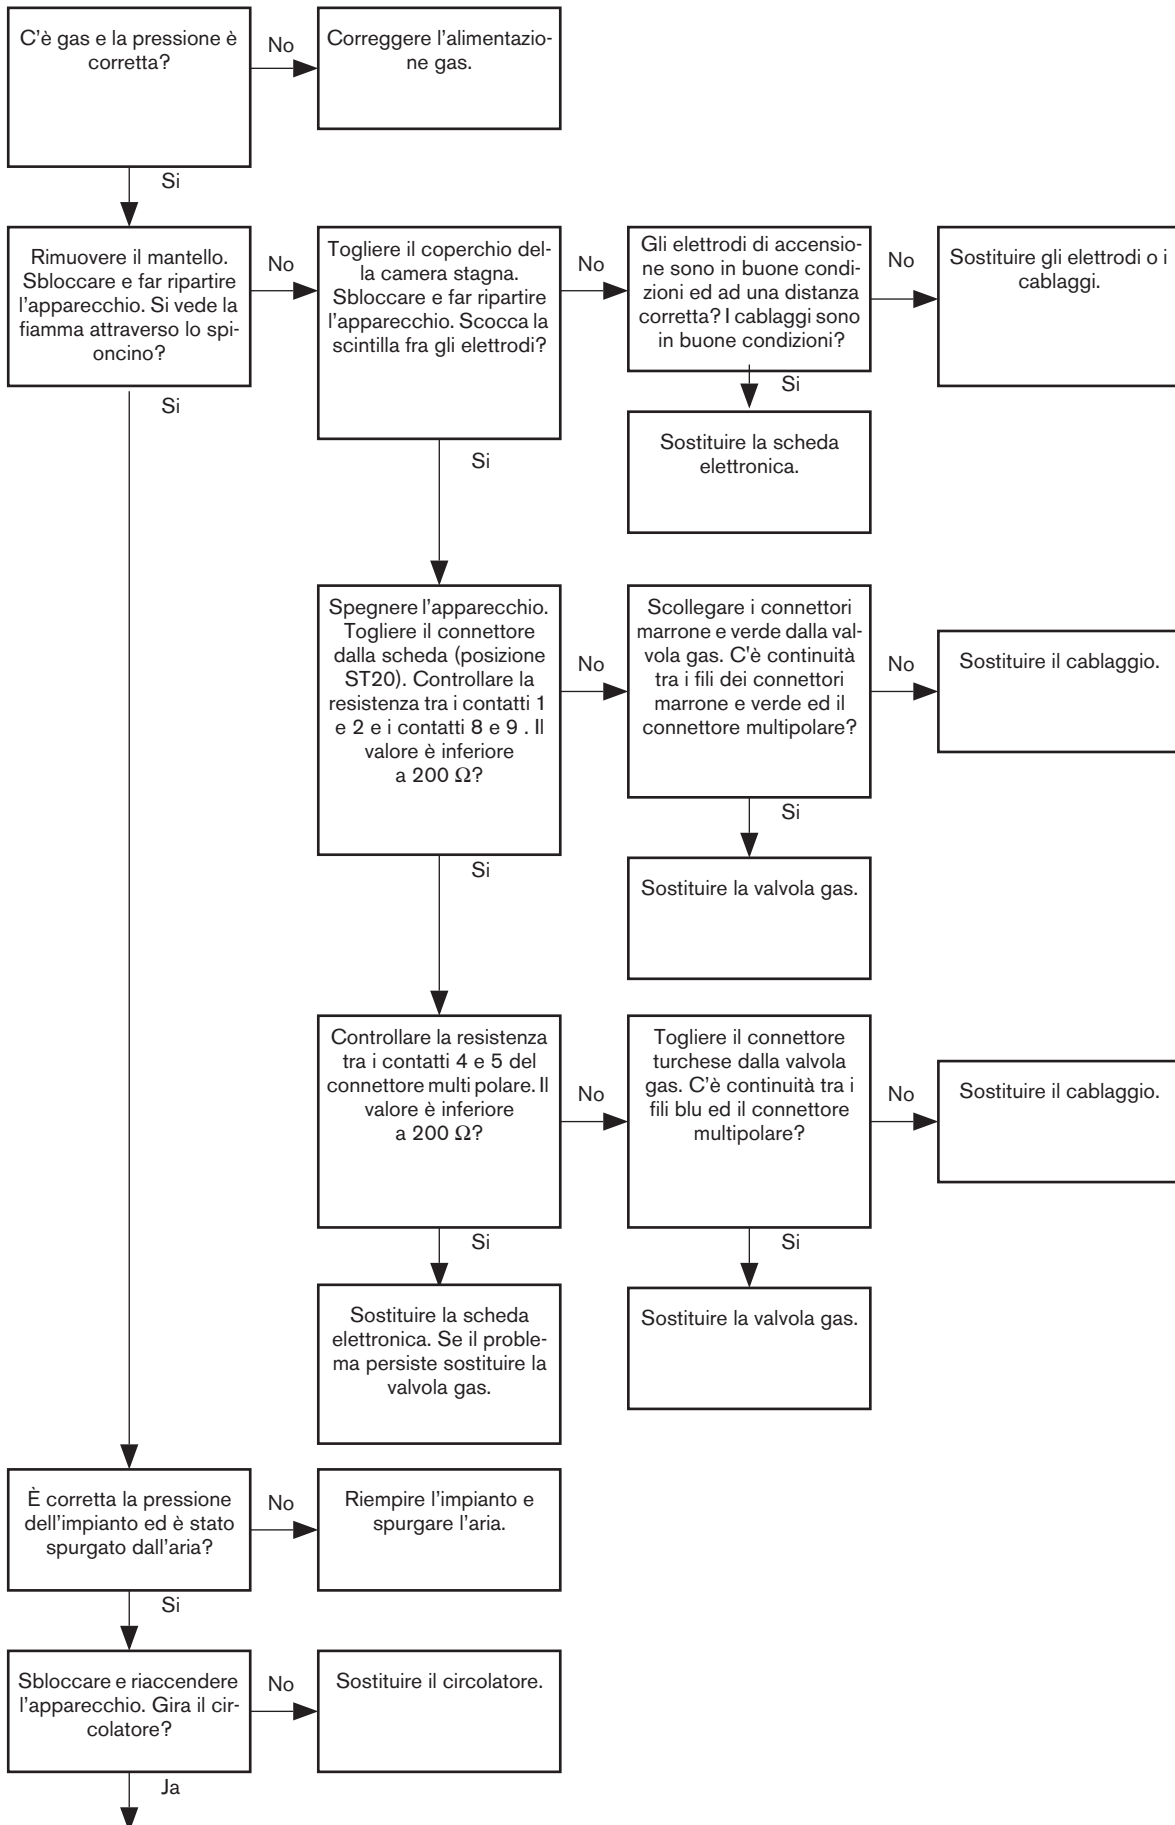 C'è gas e la pressione è
corretta?
No
Correggere l'alimentazio-
ne gas.
Si
Rimuovere il mantello.
Sbloccare e far ripartire
l'apparecchio. Si vede la
fiamma attraverso lo spi-
oncino?
No
Togliere il coperchio del-
la camera stagna.
Sbloccare e far ripartire
l'apparecchio. Scocca la
scintilla fra gli elettrodi?
No
Gli elettrodi di accensio-
ne sono in buone condi-
zioni ed ad una distanza
corretta? I cablaggi sono
in buone condizioni?
No
Sostituire gli elettrodi o i
cablaggi.
Si
Si
Si
Sostituire la scheda
elettronica.
Spegnere l'apparecchio.
Togliere il connettore
dalla scheda (posizione
ST20). Controllare la
resistenza tra i contatti 1
e 2 e i contatti 8 e 9 . Il
valore è inferiore
a 200 Ω?
No
Scollegare i connettori
marrone e verde dalla val-
vola gas. C'è continuità
tra i fili dei connettori
marrone e verde ed il
connettore multipolare?
No
Sostituire il cablaggio.
Si
Si
Sostituire la valvola gas.
Controllare la resistenza
tra i contatti 4 e 5 del
connettore multi polare. Il
valore è inferiore
a 200 Ω?
No
Togliere il connettore
turchese dalla valvola
gas. C'è continuità tra i
fili blu ed il connettore
multipolare?
No
Sostituire il cablaggio.
Si
Si
Sostituire la scheda
elettronica. Se il proble-
ma persiste sostituire la
valvola gas.
Sostituire la valvola gas.
È corretta la pressione
dell'impianto ed è stato
spurgato dall'aria?
No
Riempire l'impianto e
spurgare l'aria.
Si
Sbloccare e riaccendere
l'apparecchio. Gira il cir-
colatore?
No
Sostituire il circolatore.
Ja